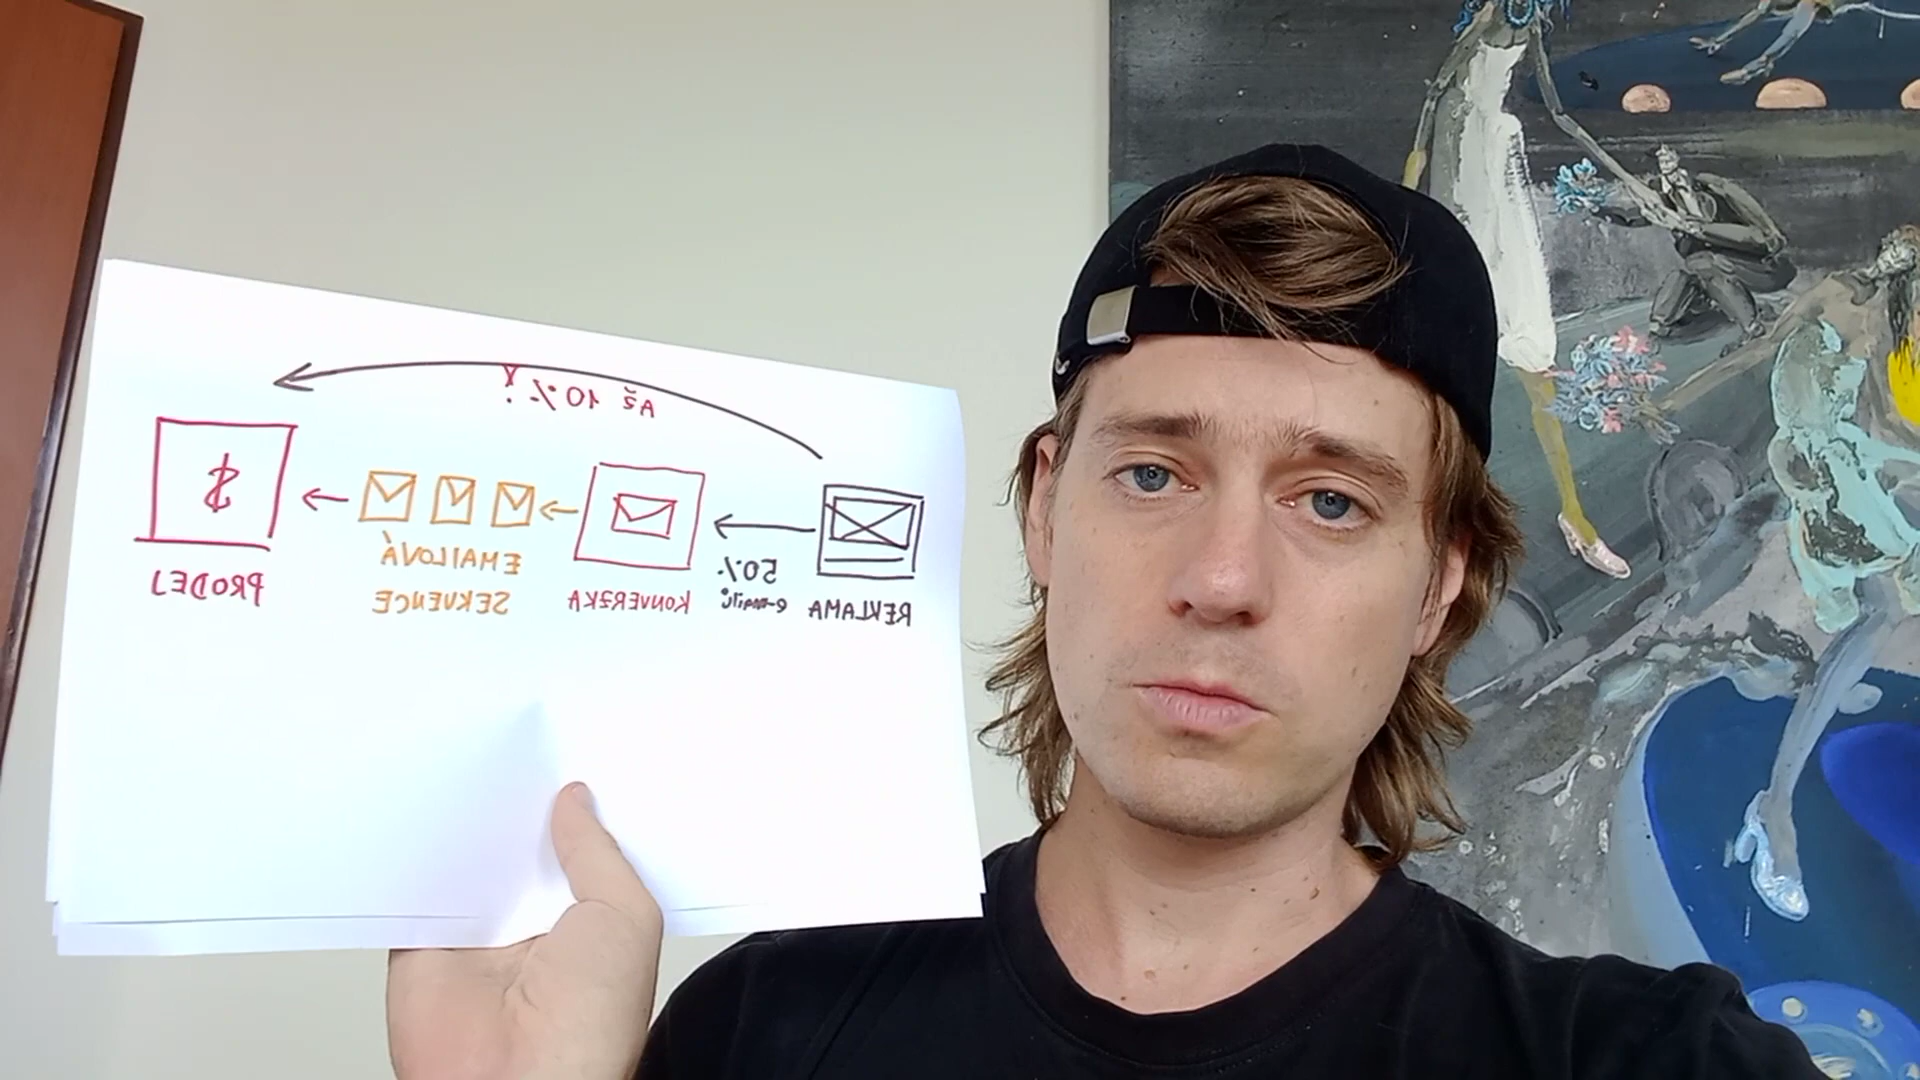 AŽ 10%!
REKLAMA
50%
e-mailů
KONVERZKA
EMAILOVÁ
SEKVENCE
PRODEJ
$